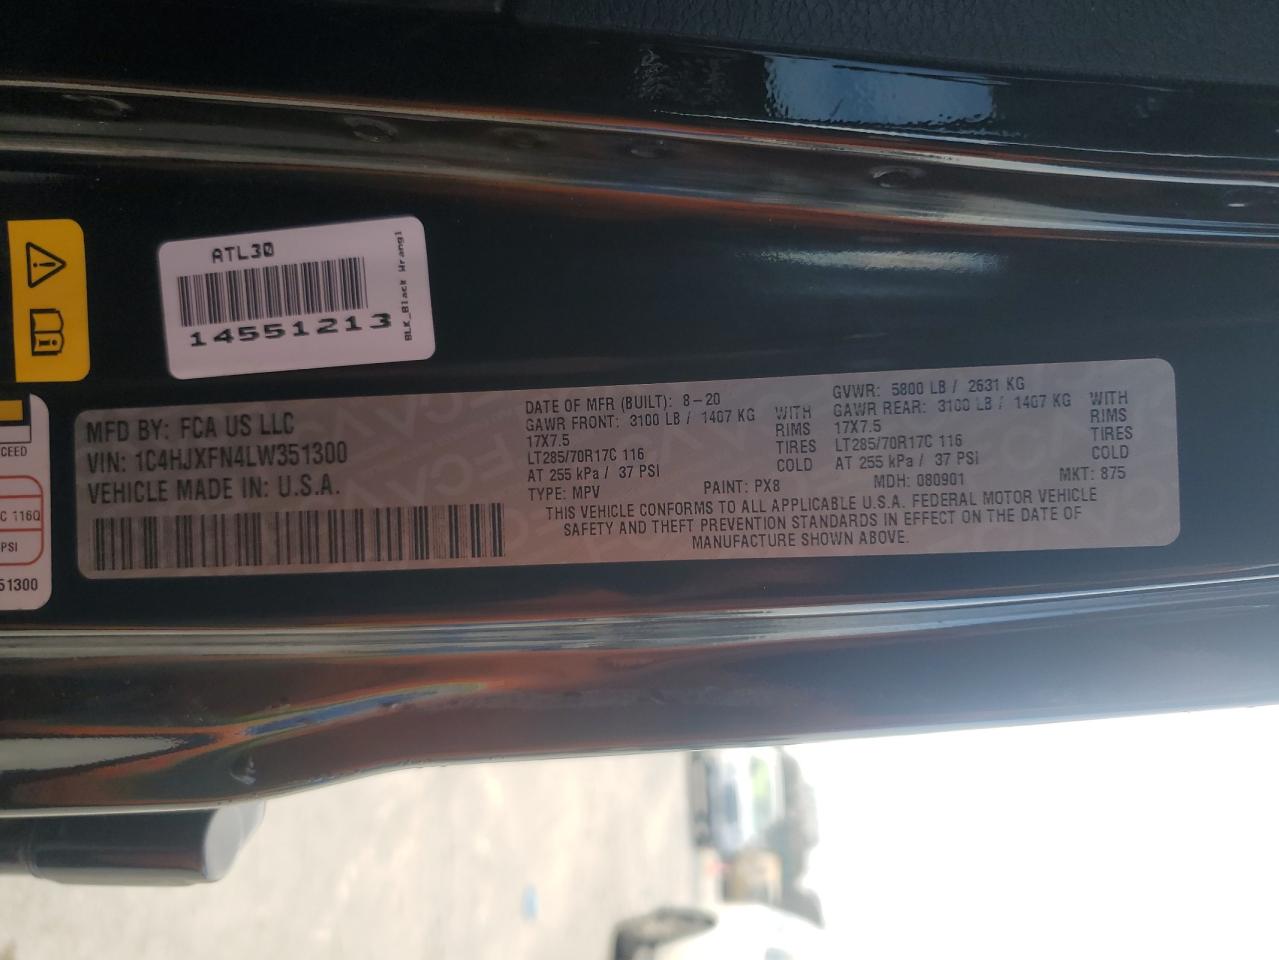 ATL30
14551213
BLK_Black Wrangl
CEED
C 116Q
PSI
51300
MFD BY: FCA US LLC
VIN: 1C4HJXFN4LW351300
VEHICLE MADE IN: U.S.A.
DATE OF MFR (BUILT): 8-20
GAWR FRONT: 3100 LB / 1407 KG WITH
17X7.5 RIMS
LT285/70R17C 116 TIRES
AT 255 kPa / 37 PSI COLD
TYPE: MPV PAINT: PX8
GVWR: 5800 LB / 2631 KG
GAWR REAR: 3100 LB / 1407 KG WITH
17X7.5 RIMS
LT285/70R17C 116 TIRES
AT 255 kPa / 37 PSI COLD
MDH: 080901 MKT: 875
THIS VEHICLE CONFORMS TO ALL APPLICABLE U.S.A. FEDERAL MOTOR VEHICLE
SAFETY AND THEFT PREVENTION STANDARDS IN EFFECT ON THE DATE OF
MANUFACTURE SHOWN ABOVE.